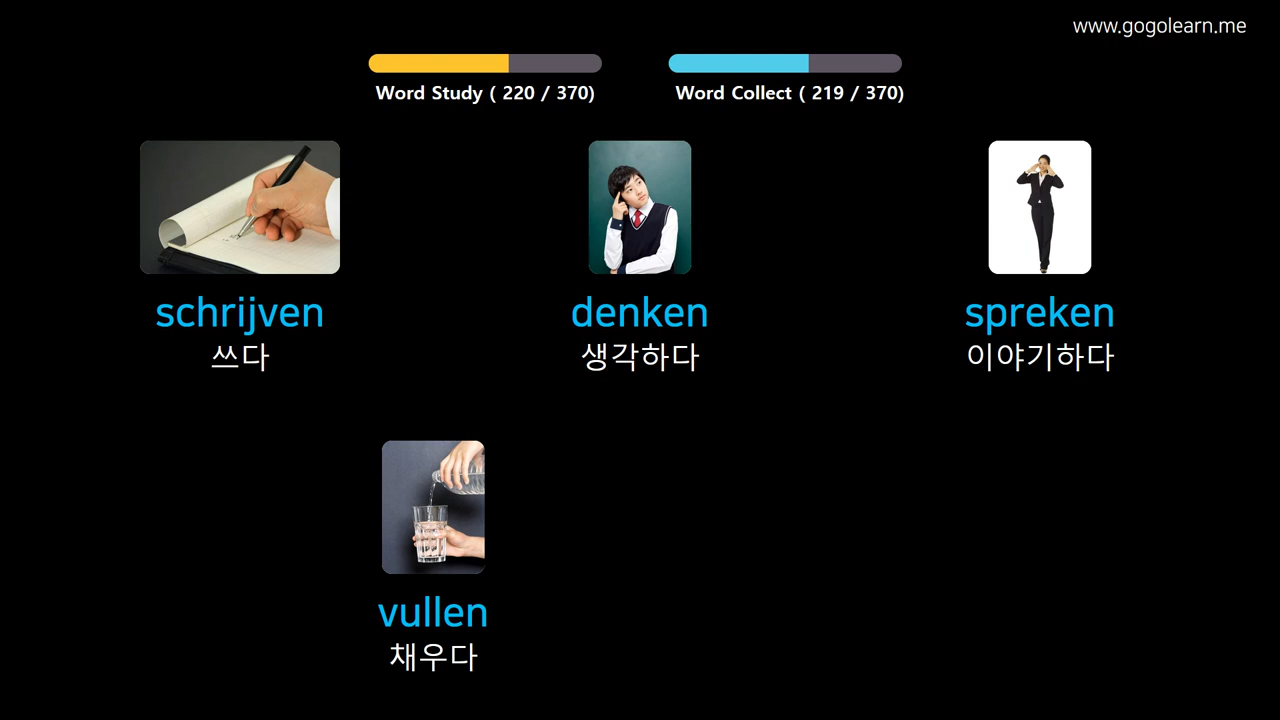 www.gogolearn.me
Word Study ( 220 / 370)
Word Collect ( 219 / 370)
schrijven
쓰다
denken
생각하다
spreken
이야기하다
vullen
채우다